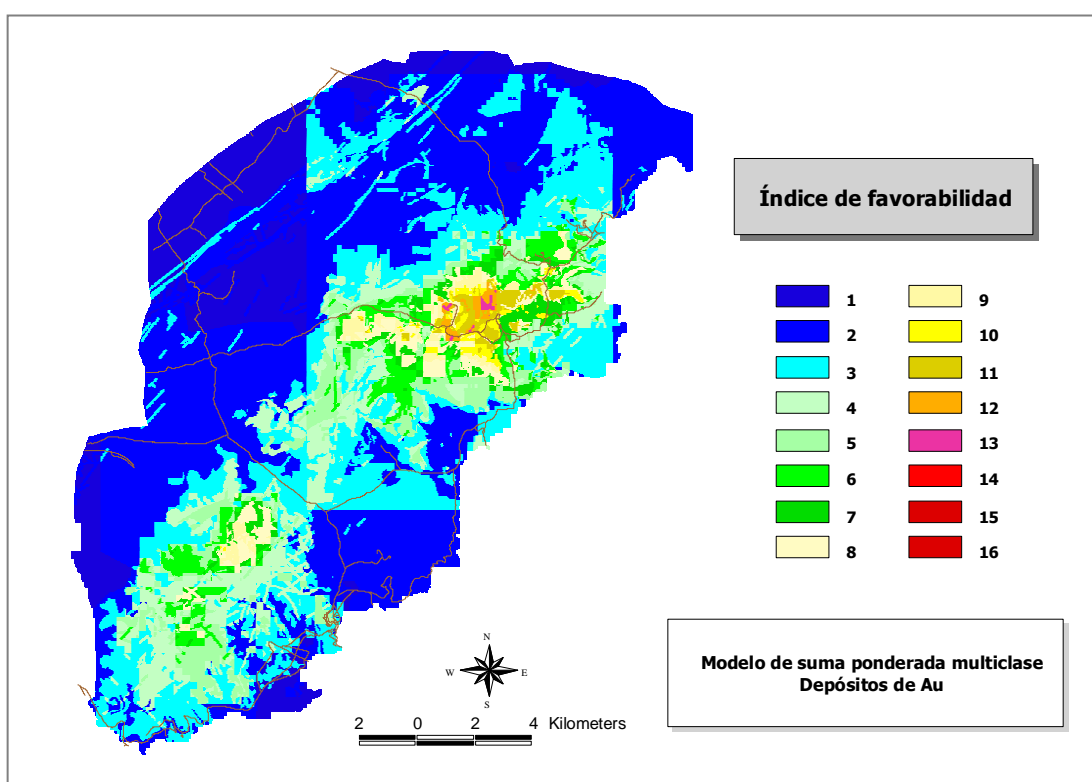 Índice de favorabilidad
1 9
2 10
3 11
4 12
5 13
6 14
7 15
8 16
N
W E
S
2 0 2 4 Kilometers
Modelo de suma ponderada multiclase
Depósitos de Au